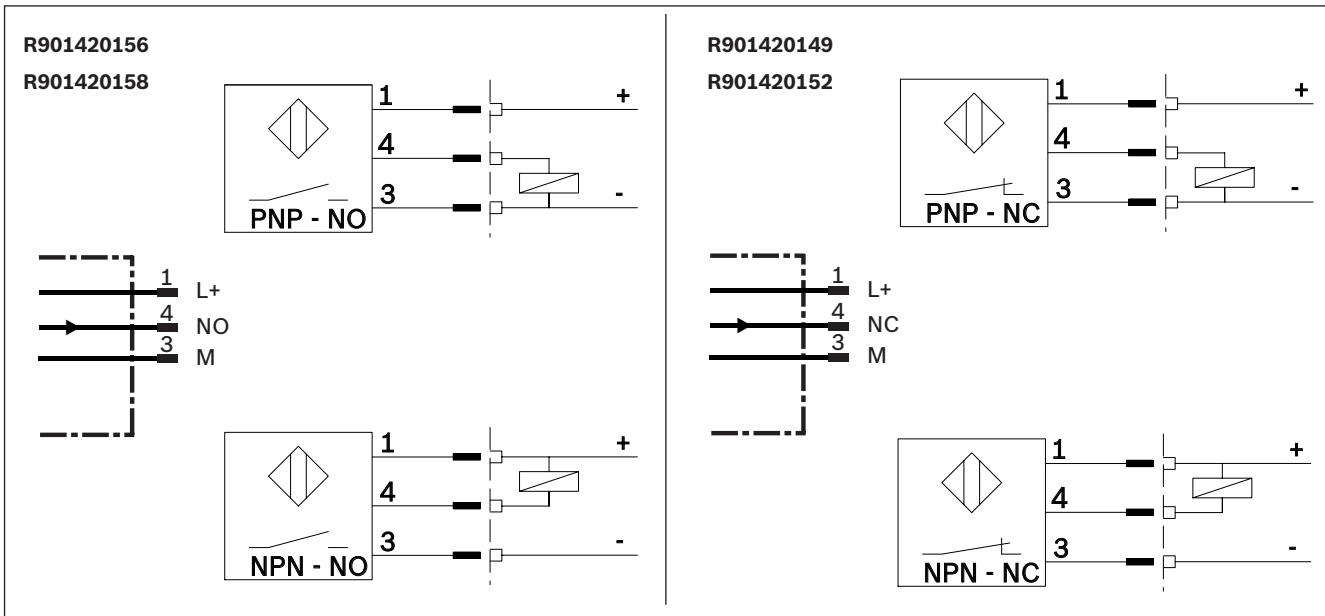 R901420156
R901420158
1
+
4
3
-
PNP - NO
1
L+
4
NO
3
M
1
+
4
3
-
NPN - NO
R901420149
R901420152
1
+
4
3
-
PNP - NC
1
L+
4
NC
3
M
1
+
4
3
-
NPN - NC